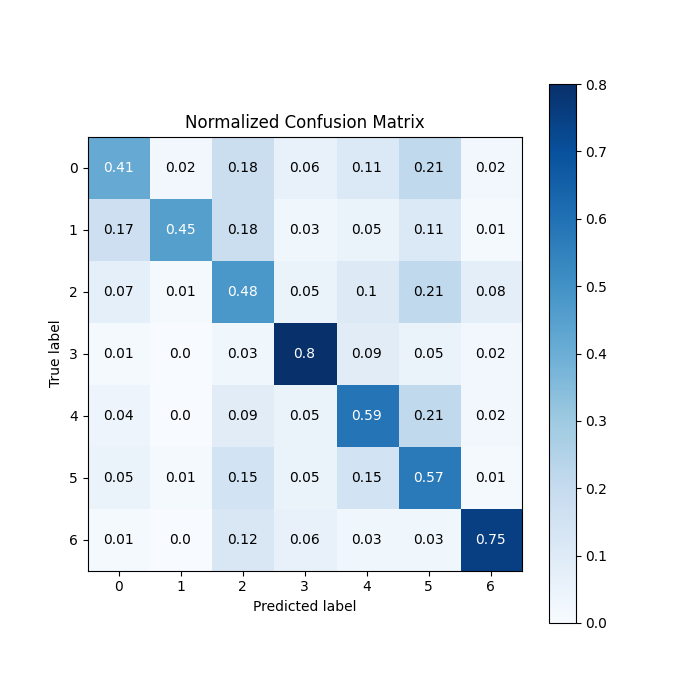 Normalized Confusion Matrix
True label
0 0.41 0.02 0.18 0.06 0.11 0.21 0.02
1 0.17 0.45 0.18 0.03 0.05 0.11 0.01
2 0.07 0.01 0.48 0.05 0.1 0.21 0.08
3 0.01 0.0 0.03 0.8 0.09 0.05 0.02
4 0.04 0.0 0.09 0.05 0.59 0.21 0.02
5 0.05 0.01 0.15 0.05 0.15 0.57 0.01
6 0.01 0.0 0.12 0.06 0.03 0.03 0.75
0 1 2 3 4 5 6
Predicted label
0.8
0.7
0.6
0.5
0.4
0.3
0.2
0.1
0.0